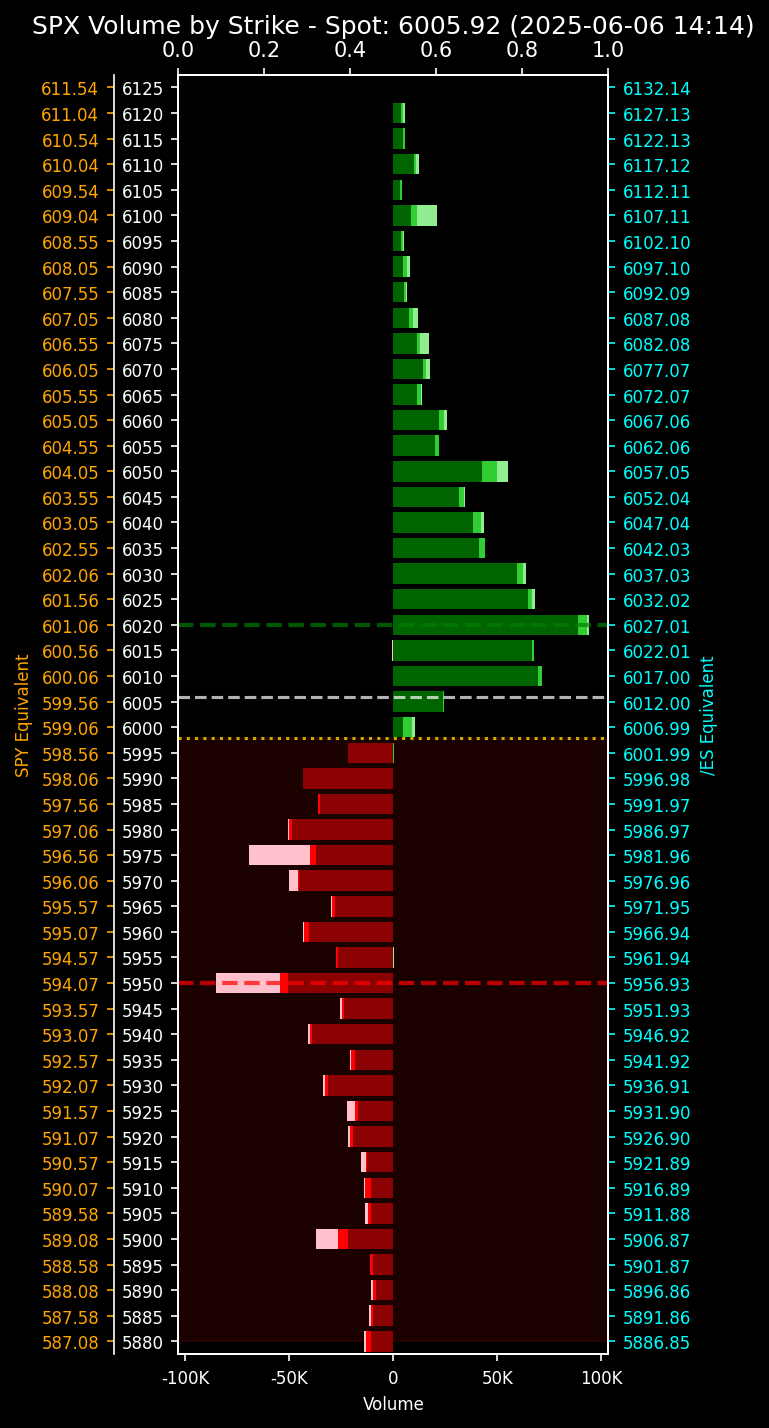 SPX Volume by Strike - Spot: 6005.92 (2025-06-06 14:14)
0.0 0.2 0.4 0.6 0.8 1.0
611.54 6125 6132.14
611.04 6120 6127.13
610.54 6115 6122.13
610.04 6110 6117.12
609.54 6105 6112.11
609.04 6100 6107.11
608.55 6095 6102.10
608.05 6090 6097.10
607.55 6085 6092.09
607.05 6080 6087.08
606.55 6075 6082.08
606.05 6070 6077.07
605.55 6065 6072.07
605.05 6060 6067.06
604.55 6055 6062.06
604.05 6050 6057.05
603.55 6045 6052.04
603.05 6040 6047.04
602.55 6035 6042.03
602.06 6030 6037.03
601.56 6025 6032.02
601.06 6020 6027.01
600.56 6015 6022.01
600.06 6010 6017.00
599.56 6005 6012.00
599.06 6000 6006.99
598.56 5995 6001.99
598.06 5990 5996.98
597.56 5985 5991.97
597.06 5980 5986.97
596.56 5975 5981.96
596.06 5970 5976.96
595.57 5965 5971.95
595.07 5960 5966.94
594.57 5955 5961.94
594.07 5950 5956.93
593.57 5945 5951.93
593.07 5940 5946.92
592.57 5935 5941.92
592.07 5930 5936.91
591.57 5925 5931.90
591.07 5920 5926.90
590.57 5915 5921.89
590.07 5910 5916.89
589.58 5905 5911.88
589.08 5900 5906.87
588.58 5895 5901.87
588.08 5890 5896.86
587.58 5885 5891.86
587.08 5880 5886.85
SPY Equivalent
/ES Equivalent
-100K -50K 0 50K 100K
Volume